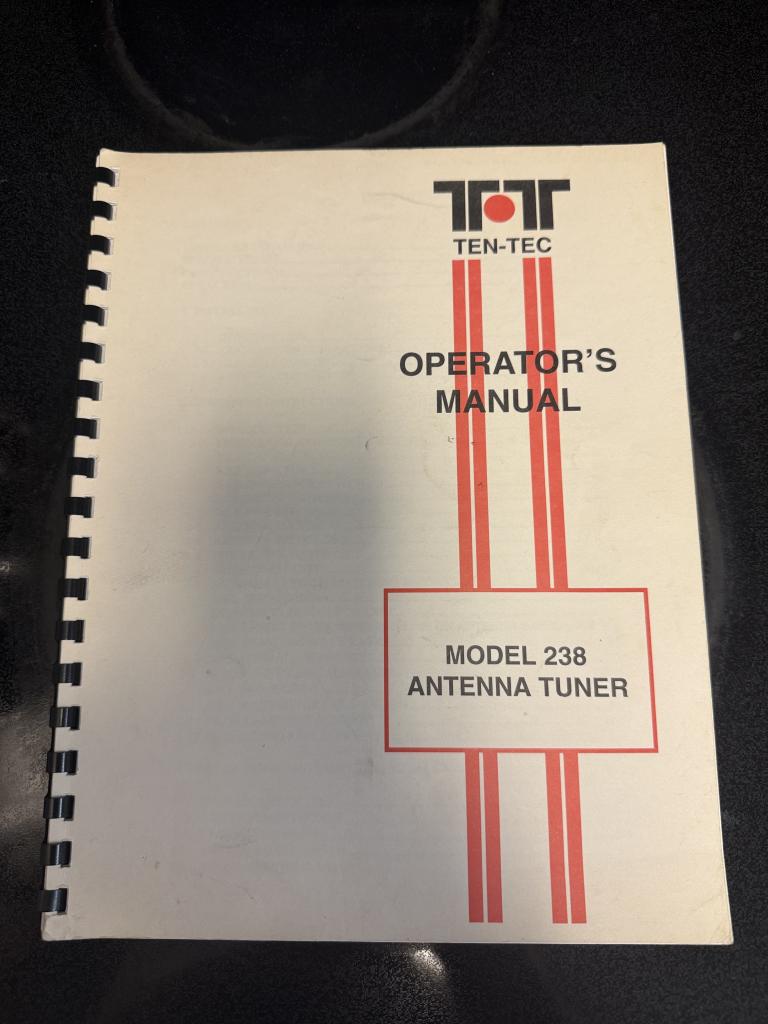 TEN-TEC
OPERATOR'S
MANUAL
MODEL 238
ANTENNA TUNER